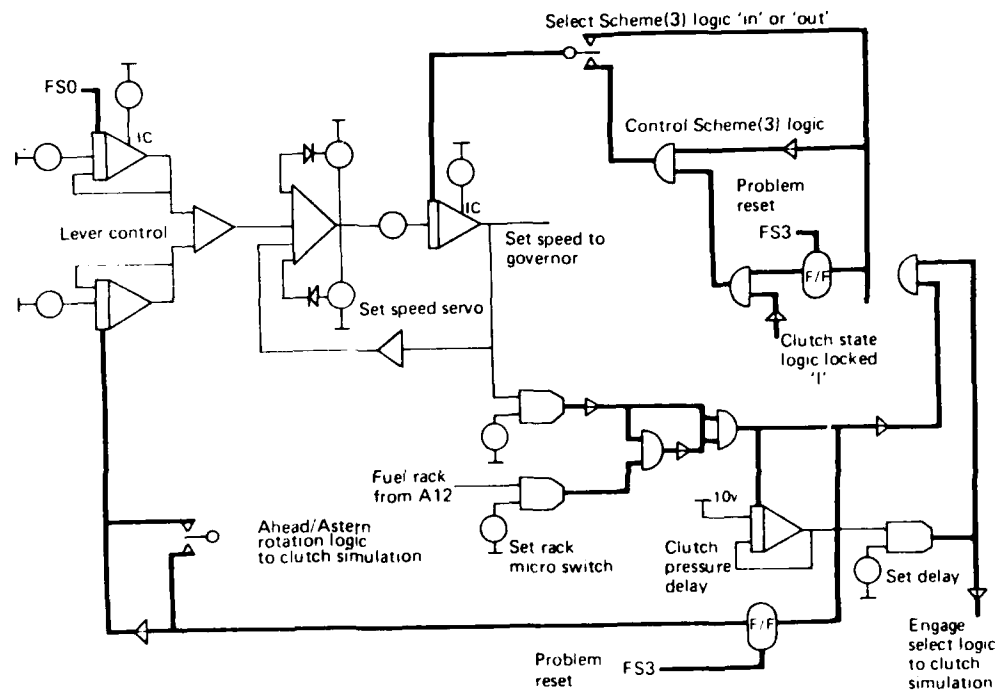 Select Scheme(3) logic 'in' or 'out'
FS0
IC
Control Scheme(3) logic
Problem
reset
IC
FS3
Lever control
Set speed to
governor
F/F
Set speed servo
Clutch state
logic locked
'I'
Fuel rack
from A12
10v
Ahead/Astern
rotation logic
to clutch simulation
Set rack
micro switch
Clutch
pressure
delay
Set delay
F/F
Engage
select logic
to clutch
simulation
Problem
reset
FS3